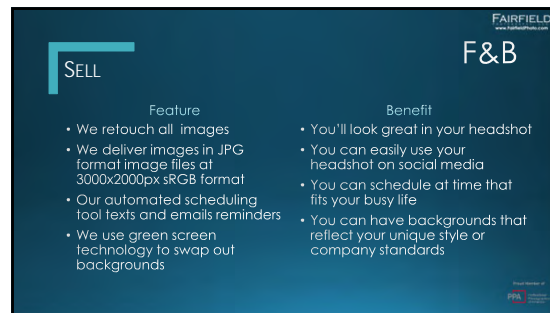 FAIRFIELD
www.FairfieldPhoto.com
F&B
SELL
Feature
• We retouch all images
• We deliver images in JPG
format image files at
3000x2000px sRGB format
• Our automated scheduling
tool texts and emails reminders
• We use green screen
technology to swap out
backgrounds
Benefit
• You'll look great in your headshot
• You can easily use your
headshot on social media
• You can schedule at time that
fits your busy life
• You can have backgrounds that
reflect your unique style or
company standards
Proud Member of
PPA